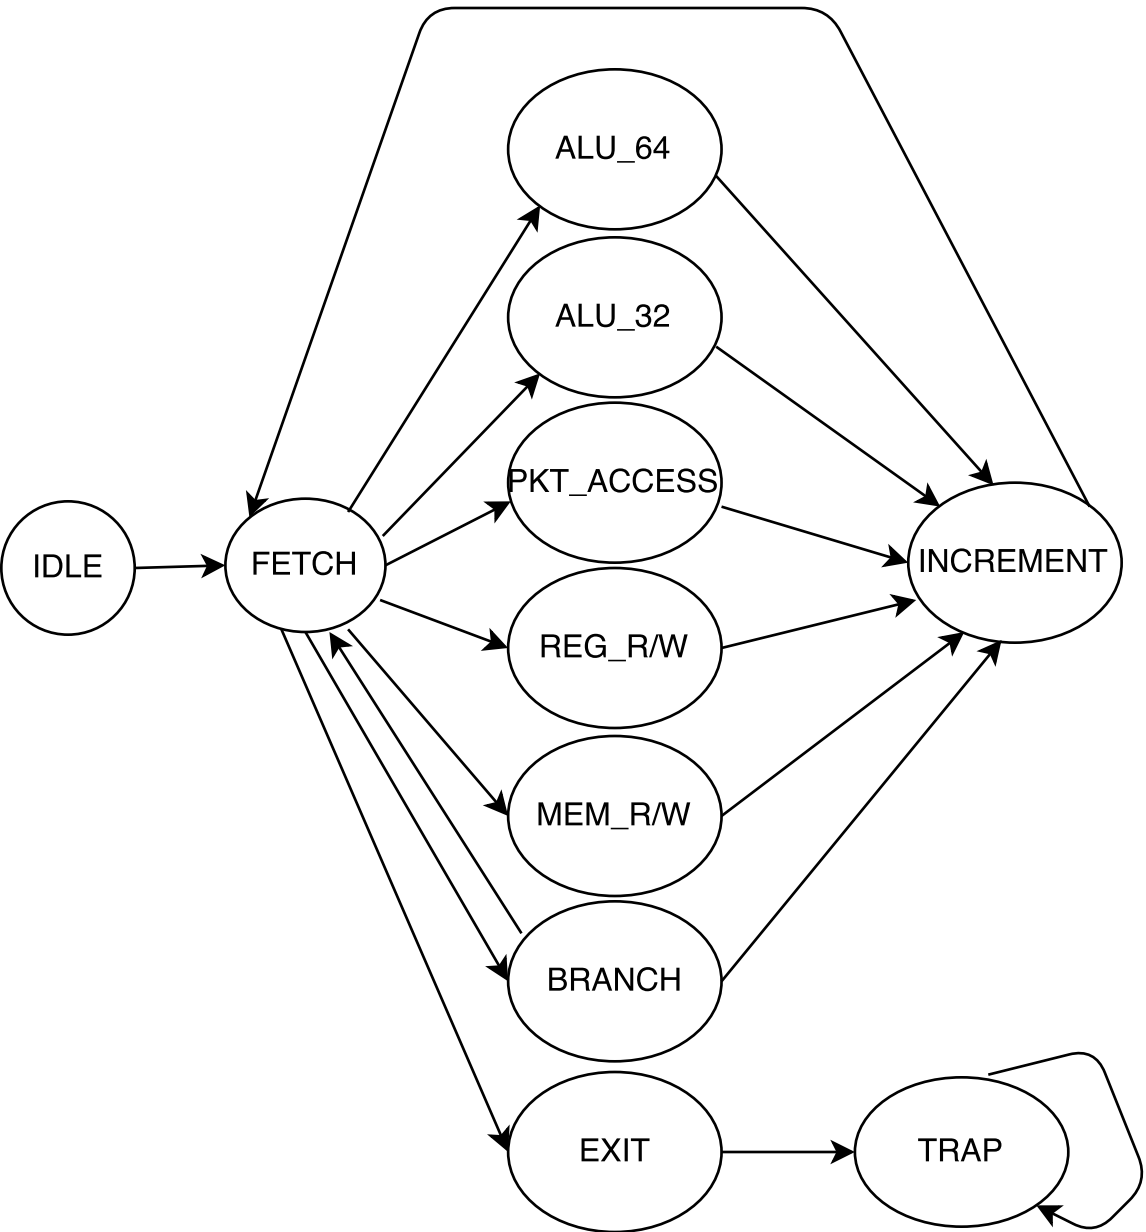 ALU_64
ALU_32
PKT_ACCESS
IDLE
FETCH
INCREMENT
REG_R/W
MEM_R/W
BRANCH
EXIT
TRAP